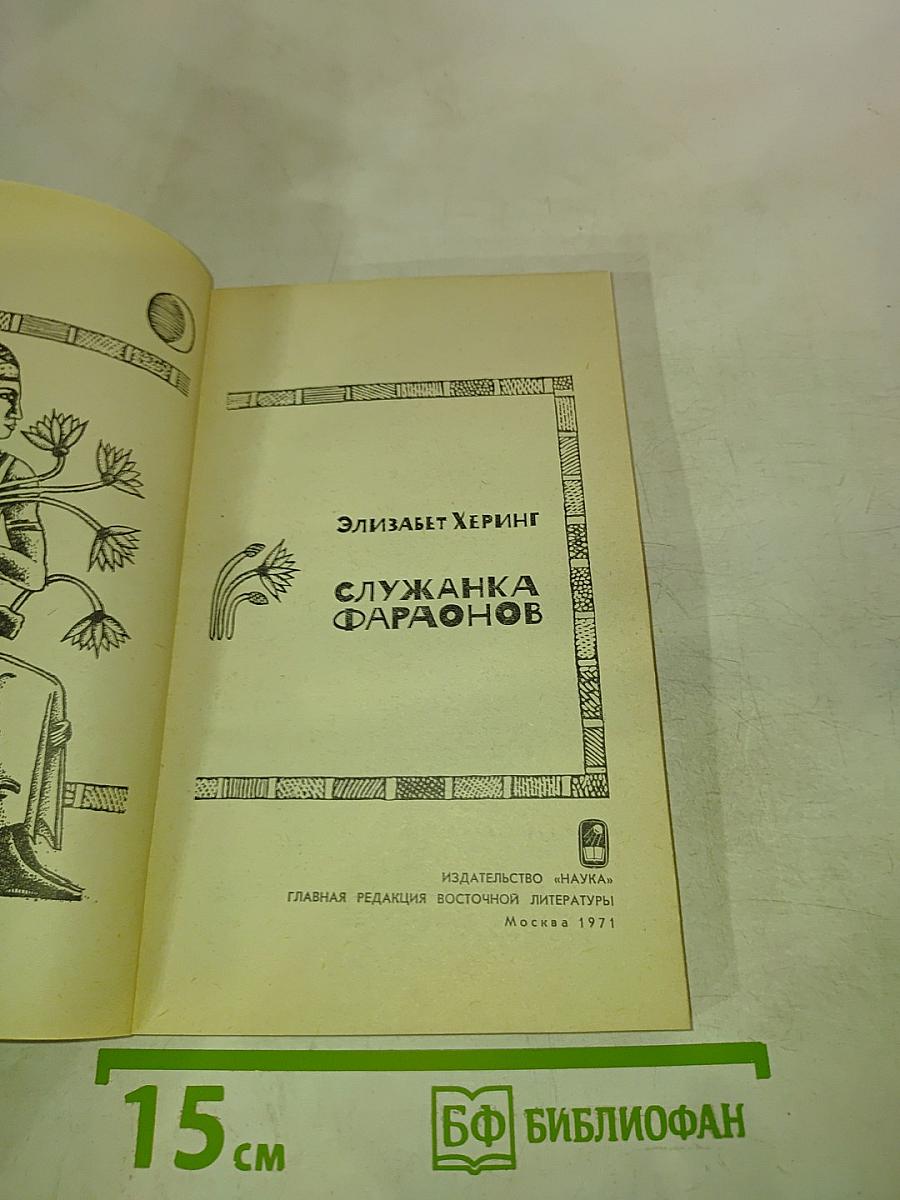 ЭЛИЗАБЕТ ХЕРИНГ
СЛУЖАНКА
ФАРАОНОВ
ИЗДАТЕЛЬСТВО «НАУКА»
ГЛАВНАЯ РЕДАКЦИЯ ВОСТОЧНОЙ ЛИТЕРАТУРЫ
Москва 1971
15 см
БФ БИБЛИОФАН